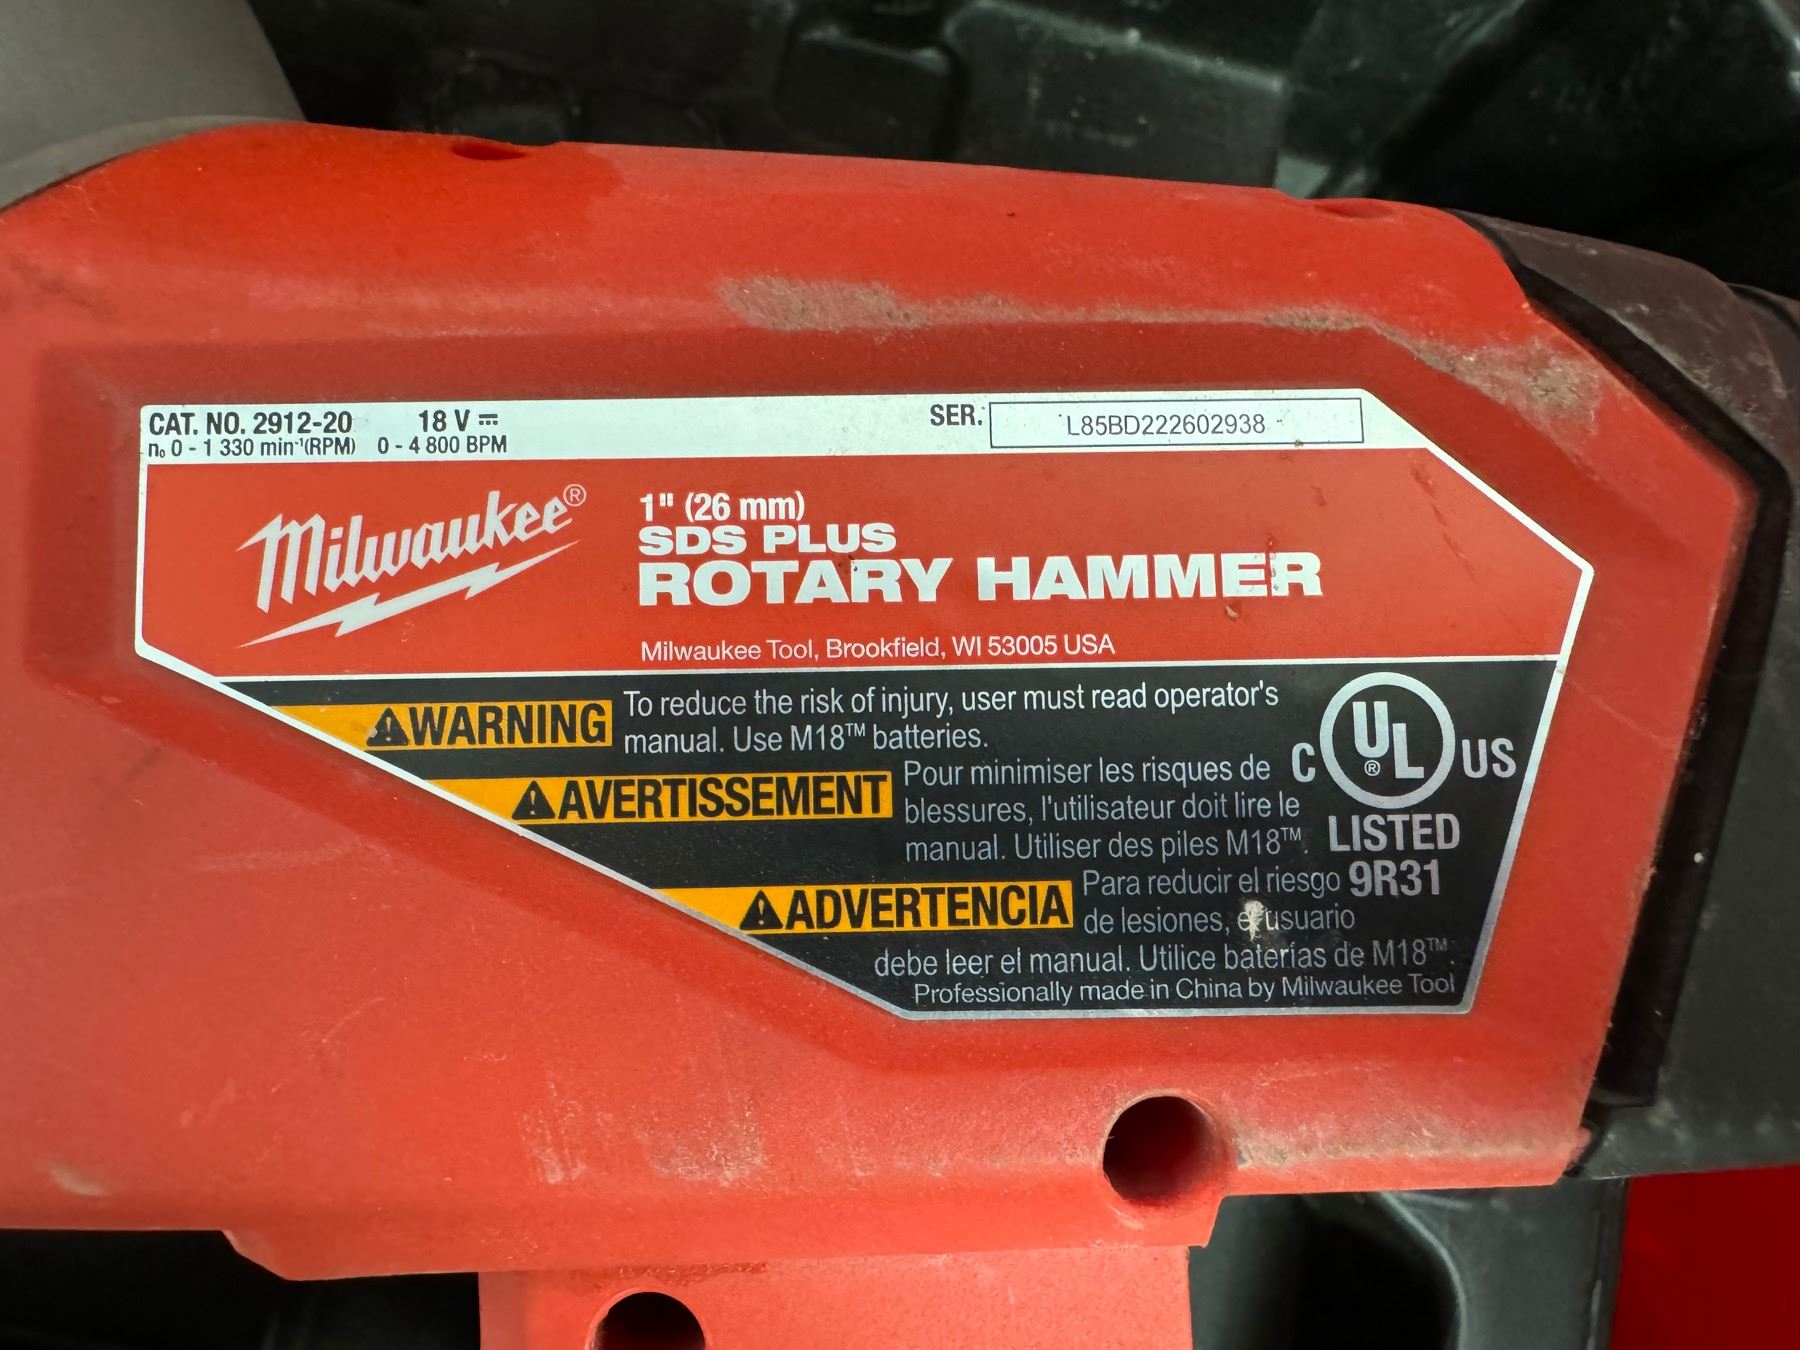 CAT. NO. 2912-20 18 V ⎓ SER. L85BD222602938
n₀ 0 - 1 330 min⁻¹(RPM) 0 - 4 800 BPM
Milwaukee®
1" (26 mm)
SDS PLUS
ROTARY HAMMER
Milwaukee Tool, Brookfield, WI 53005 USA
⚠WARNING To reduce the risk of injury, user must read operator's
manual. Use M18™ batteries.
⚠AVERTISSEMENT Pour minimiser les risques de
blessures, l'utilisateur doit lire le
manual. Utiliser des piles M18™.
⚠ADVERTENCIA Para reducir el riesgo
de lesiones, el usuario
debe leer el manual. Utilice baterías de M18™.
Professionally made in China by Milwaukee Tool
C UL® US
LISTED
9R31